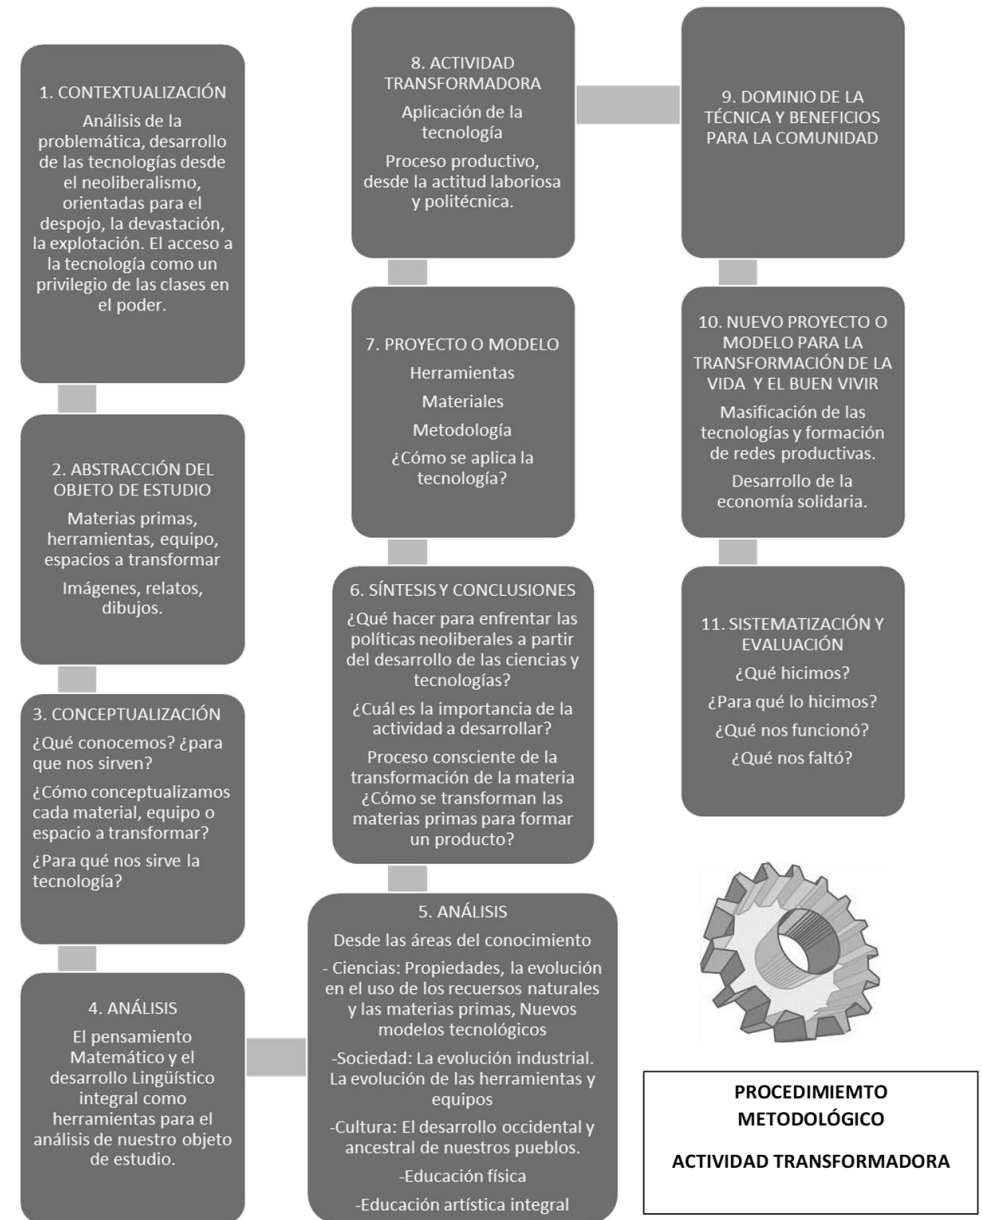 1. CONTEXTUALIZACIÓN
Análisis de la
problemática, desarrollo
de las tecnologías desde
el neoliberalismo,
orientadas para el
despojo, la devastación,
la explotación. El acceso a
la tecnología como un
privilegio de las clases en
el poder.
2. ABSTRACCIÓN DEL
OBJETO DE ESTUDIO
Materias primas,
herramientas, equipo,
espacios a transformar
Imágenes, relatos,
dibujos.
3. CONCEPTUALIZACIÓN
¿Qué conocemos? ¿para
que nos sirven?
¿Cómo conceptualizamos
cada material, equipo o
espacio a transformar?
¿Para qué nos sirve la
tecnología?
4. ANÁLISIS
El pensamiento
Matemático y el
desarrollo Lingüístico
integral como
herramientas para el
análisis de nuestro objeto
de estudio.
5. ANÁLISIS
Desde las áreas del conocimiento
- Ciencias: Propiedades, la evolución
en el uso de los recuersos naturales
y las materias primas, Nuevos
modelos tecnológicos
-Sociedad: La evolución industrial.
La evolución de las herramientas y
equipos
-Cultura: El desarrollo occidental y
ancestral de nuestros pueblos.
-Educación física
-Educación artística integral
6. SÍNTESIS Y CONCLUSIONES
¿Qué hacer para enfrentar las
políticas neoliberales a partir
del desarrollo de las ciencias y
tecnologías?
¿Cuál es la importancia de la
actividad a desarrollar?
Proceso consciente de la
transformación de la materia
¿Cómo se transforman las
materias primas para formar
un producto?
7. PROYECTO O MODELO
Herramientas
Materiales
Metodología
¿Cómo se aplica la
tecnología?
8. ACTIVIDAD
TRANSFORMADORA
Aplicación de la
tecnología
Proceso productivo,
desde la actitud laboriosa
y politécnica.
9. DOMINIO DE LA
TÉCNICA Y BENEFICIOS
PARA LA COMUNIDAD
10. NUEVO PROYECTO O
MODELO PARA LA
TRANSFORMACIÓN DE LA
VIDA Y EL BUEN VIVIR
Masificación de las
tecnologías y formación
de redes productivas.
Desarrollo de la
economía solidaria.
11. SISTEMATIZACIÓN Y
EVALUACIÓN
¿Qué hicimos?
¿Para qué lo hicimos?
¿Qué nos funcionó?
¿Qué nos faltó?
PROCEDIMIEMTO
METODOLÓGICO
ACTIVIDAD TRANSFORMADORA